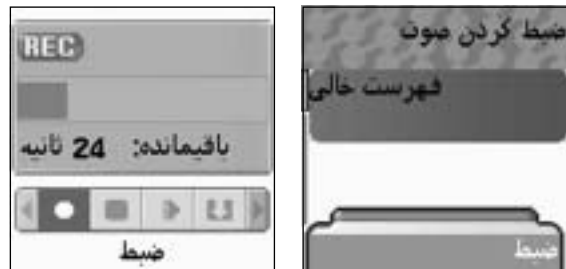 REC
باقیمانده: 24 ثانیه
ضبط
ضبط کردن صوت
فهرست خالی
ضبط